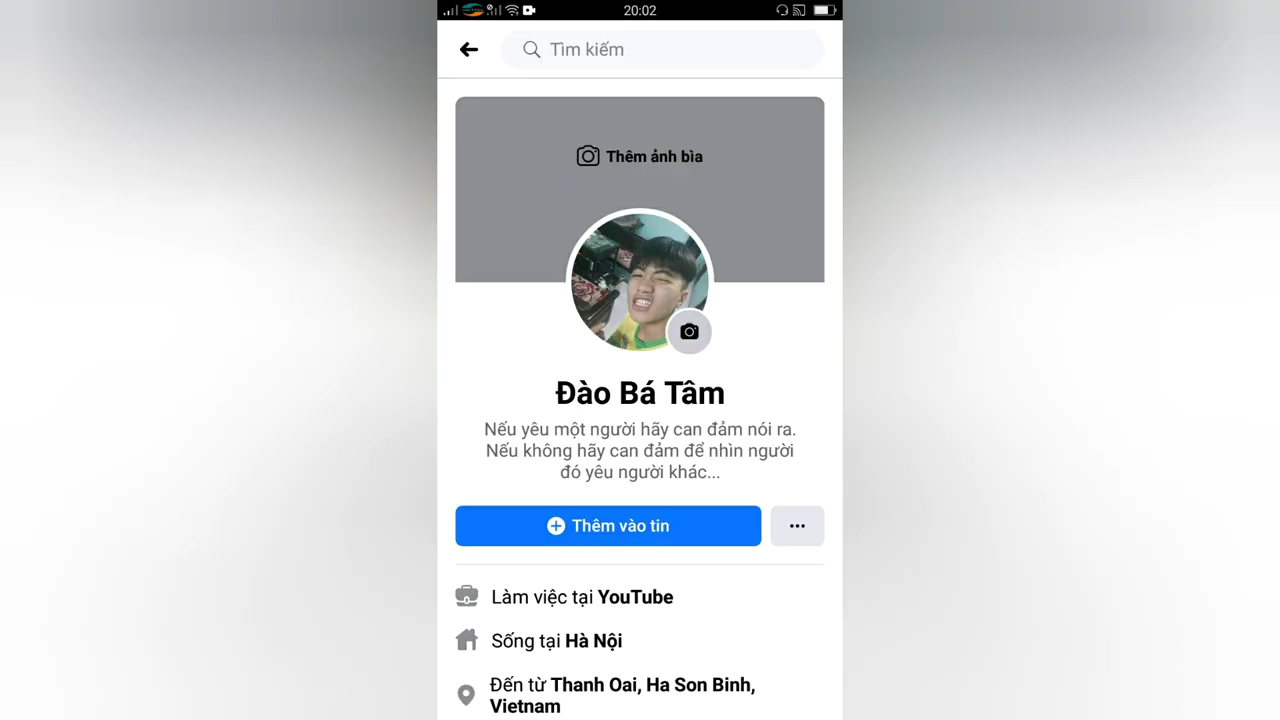 20:02
Tìm kiếm
Thêm ảnh bìa
Đào Bá Tâm
Nếu yêu một người hãy can đảm nói ra.
Nếu không hãy can đảm để nhìn người
đó yêu người khác...
Thêm vào tin
Làm việc tại YouTube
Sống tại Hà Nội
Đến từ Thanh Oai, Ha Son Binh,
Vietnam